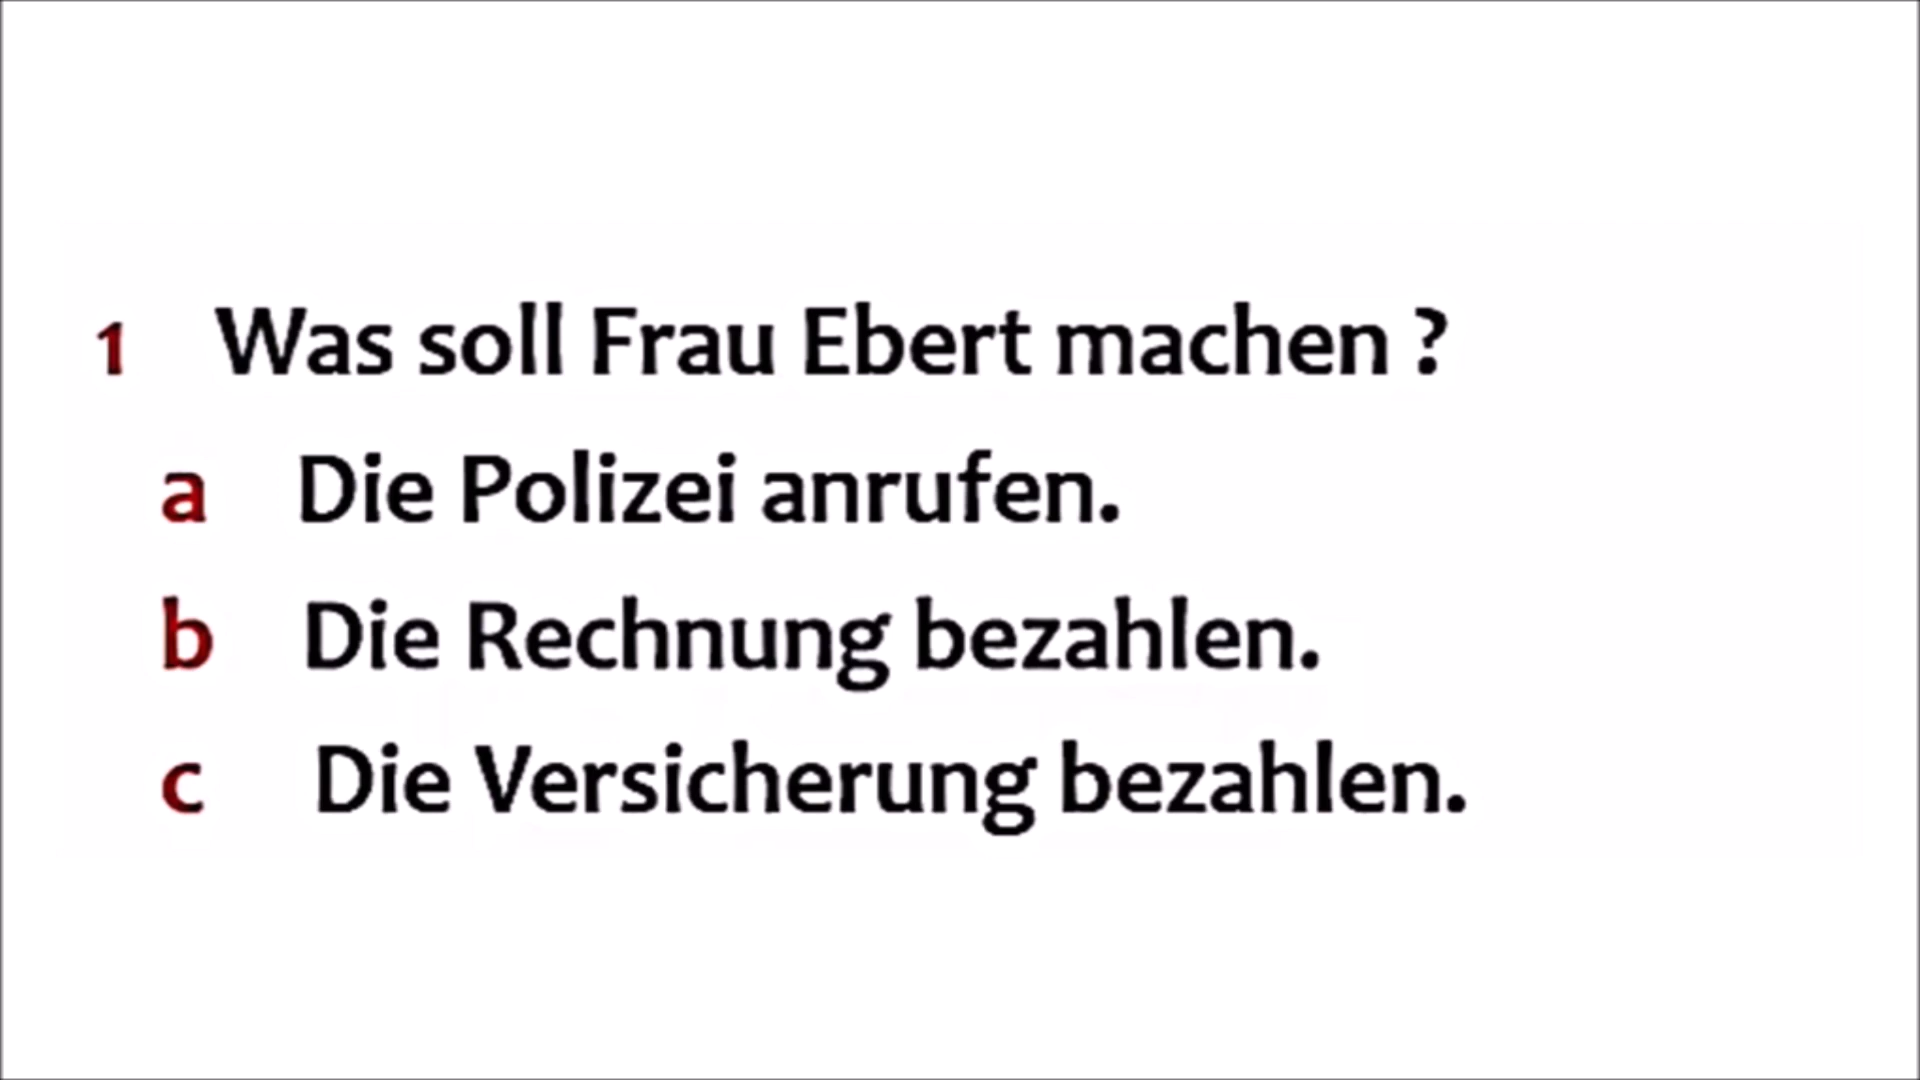 1 Was soll Frau Ebert machen ?
a Die Polizei anrufen.
b Die Rechnung bezahlen.
c Die Versicherung bezahlen.